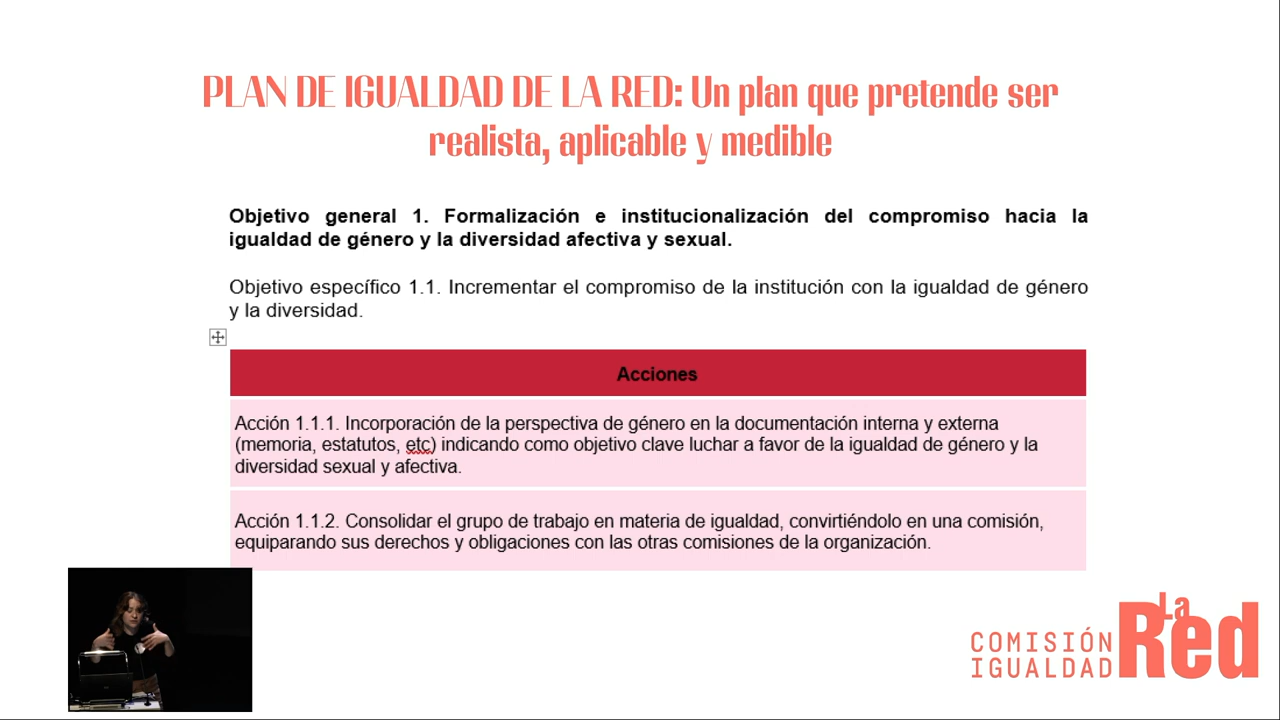 PLAN DE IGUALDAD DE LA RED: Un plan que pretende ser
realista, aplicable y medible
Objetivo general 1. Formalización e institucionalización del compromiso hacia la
igualdad de género y la diversidad afectiva y sexual.
Objetivo específico 1.1. Incrementar el compromiso de la institución con la igualdad de género
y la diversidad.
Acciones
Acción 1.1.1. Incorporación de la perspectiva de género en la documentación interna y externa
(memoria, estatutos, etc) indicando como objetivo clave luchar a favor de la igualdad de género y la
diversidad sexual y afectiva.
Acción 1.1.2. Consolidar el grupo de trabajo en materia de igualdad, convirtiéndolo en una comisión,
equiparando sus derechos y obligaciones con las otras comisiones de la organización.
COMISIÓN
IGUALDAD
La
Red